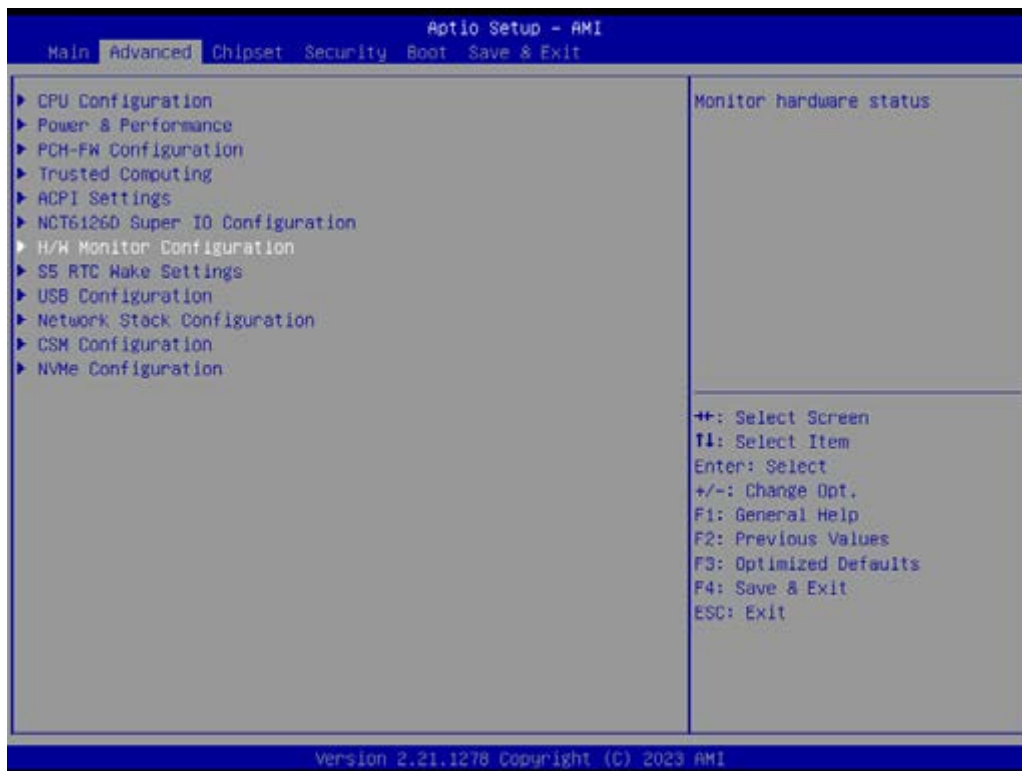 Aptio Setup – AMI
Main Advanced Chipset Security Boot Save & Exit
▶ CPU Configuration
▶ Power & Performance
▶ PCH-FW Configuration
▶ Trusted Computing
▶ ACPI Settings
▶ NCT6126D Super IO Configuration
▶ H/W Monitor Configuration
▶ S5 RTC Wake Settings
▶ USB Configuration
▶ Network Stack Configuration
▶ CSM Configuration
▶ NVMe Configuration
Monitor hardware status
→←: Select Screen
↑↓: Select Item
Enter: Select
+/-: Change Opt.
F1: General Help
F2: Previous Values
F3: Optimized Defaults
F4: Save & Exit
ESC: Exit
Version 2.21.1278 Copyright (C) 2023 AMI